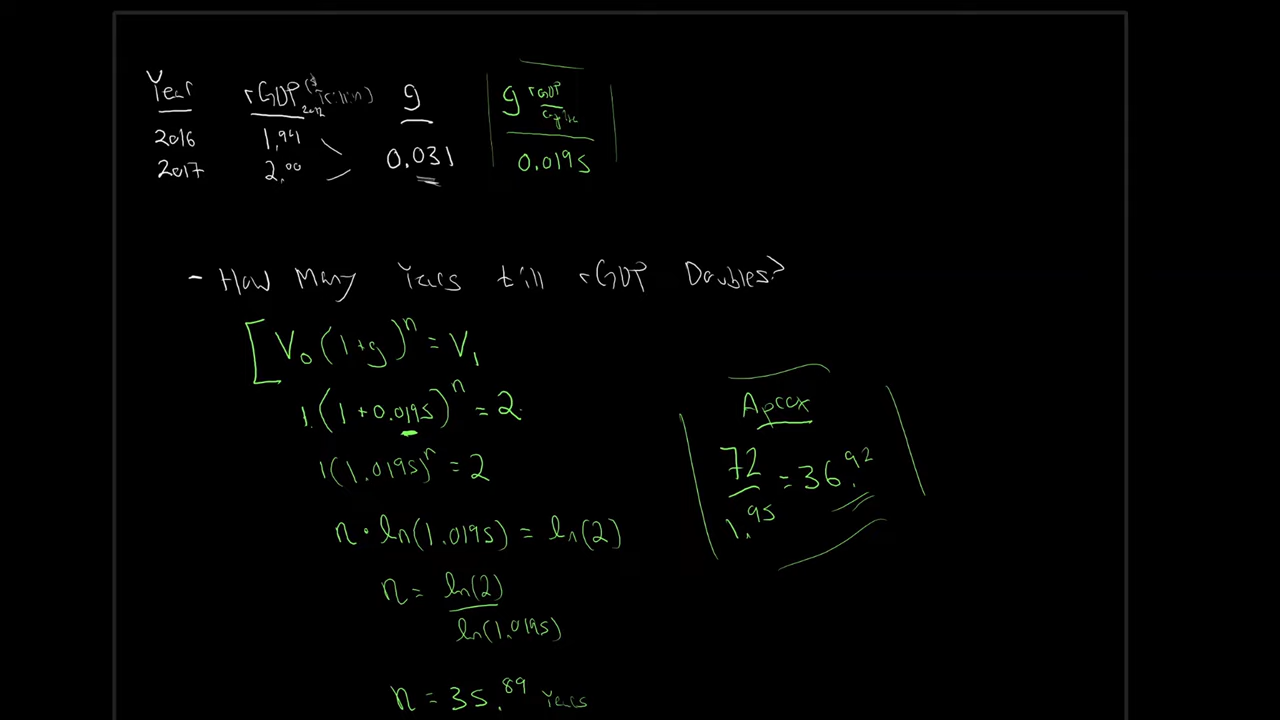 Year rGDP ($ Trillion) 2012 g g rGDP capita
2016 1.94
0.031 0.0195
2017 2.00
- How Many Years till rGDP Doubles?
[V₀(1+g)ⁿ = V₁
1.(1+0.0195)ⁿ = 2.
1(1.0195)ⁿ = 2
n · ln(1.0195) = ln(2)
n = ln(2) / ln(1.0195)
n = 35.89 Years
Aprox
72 / 1.95 = 36.92